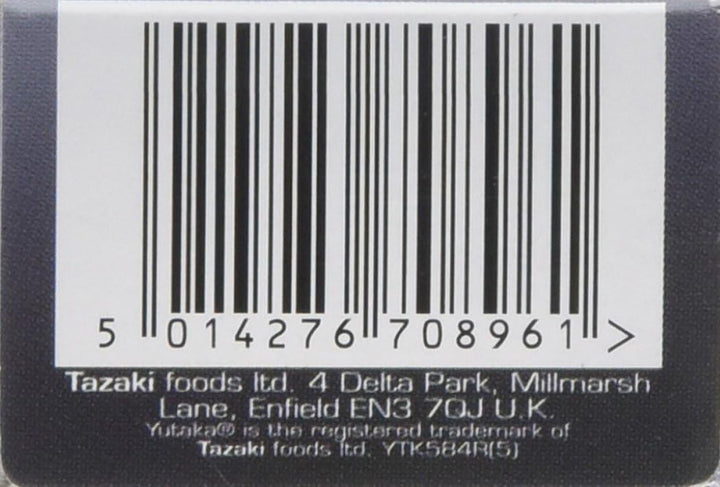 5 014276 708961 >
Tazaki foods ltd. 4 Delta Park, Millmarsh
Lane, Enfield EN3 7QJ U.K.
Yutaka® is the registered trademark of
Tazaki foods ltd. YTK584R(5)